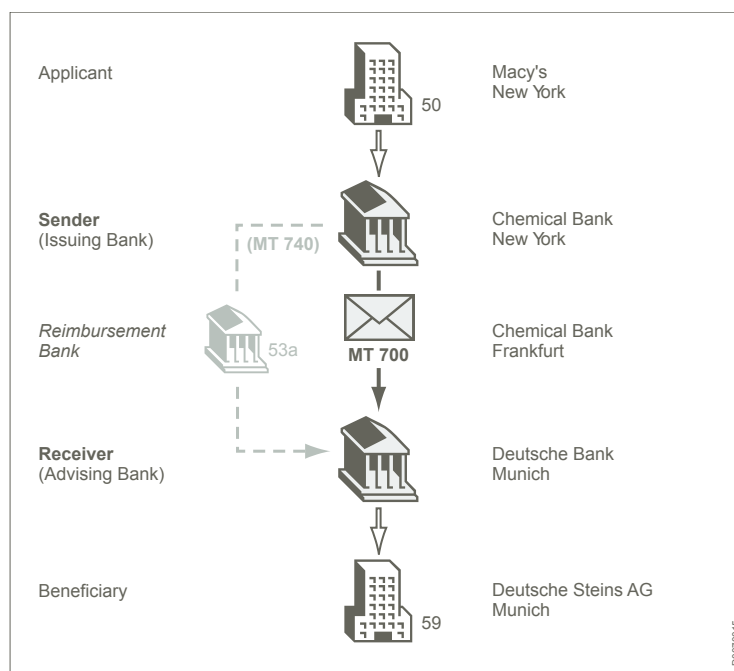 Applicant
50
Macy's
New York
Sender
(Issuing Bank)
(MT 740)
Chemical Bank
New York
Reimbursement
Bank
53a
MT 700
Chemical Bank
Frankfurt
Receiver
(Advising Bank)
Deutsche Bank
Munich
Beneficiary
59
Deutsche Steins AG
Munich